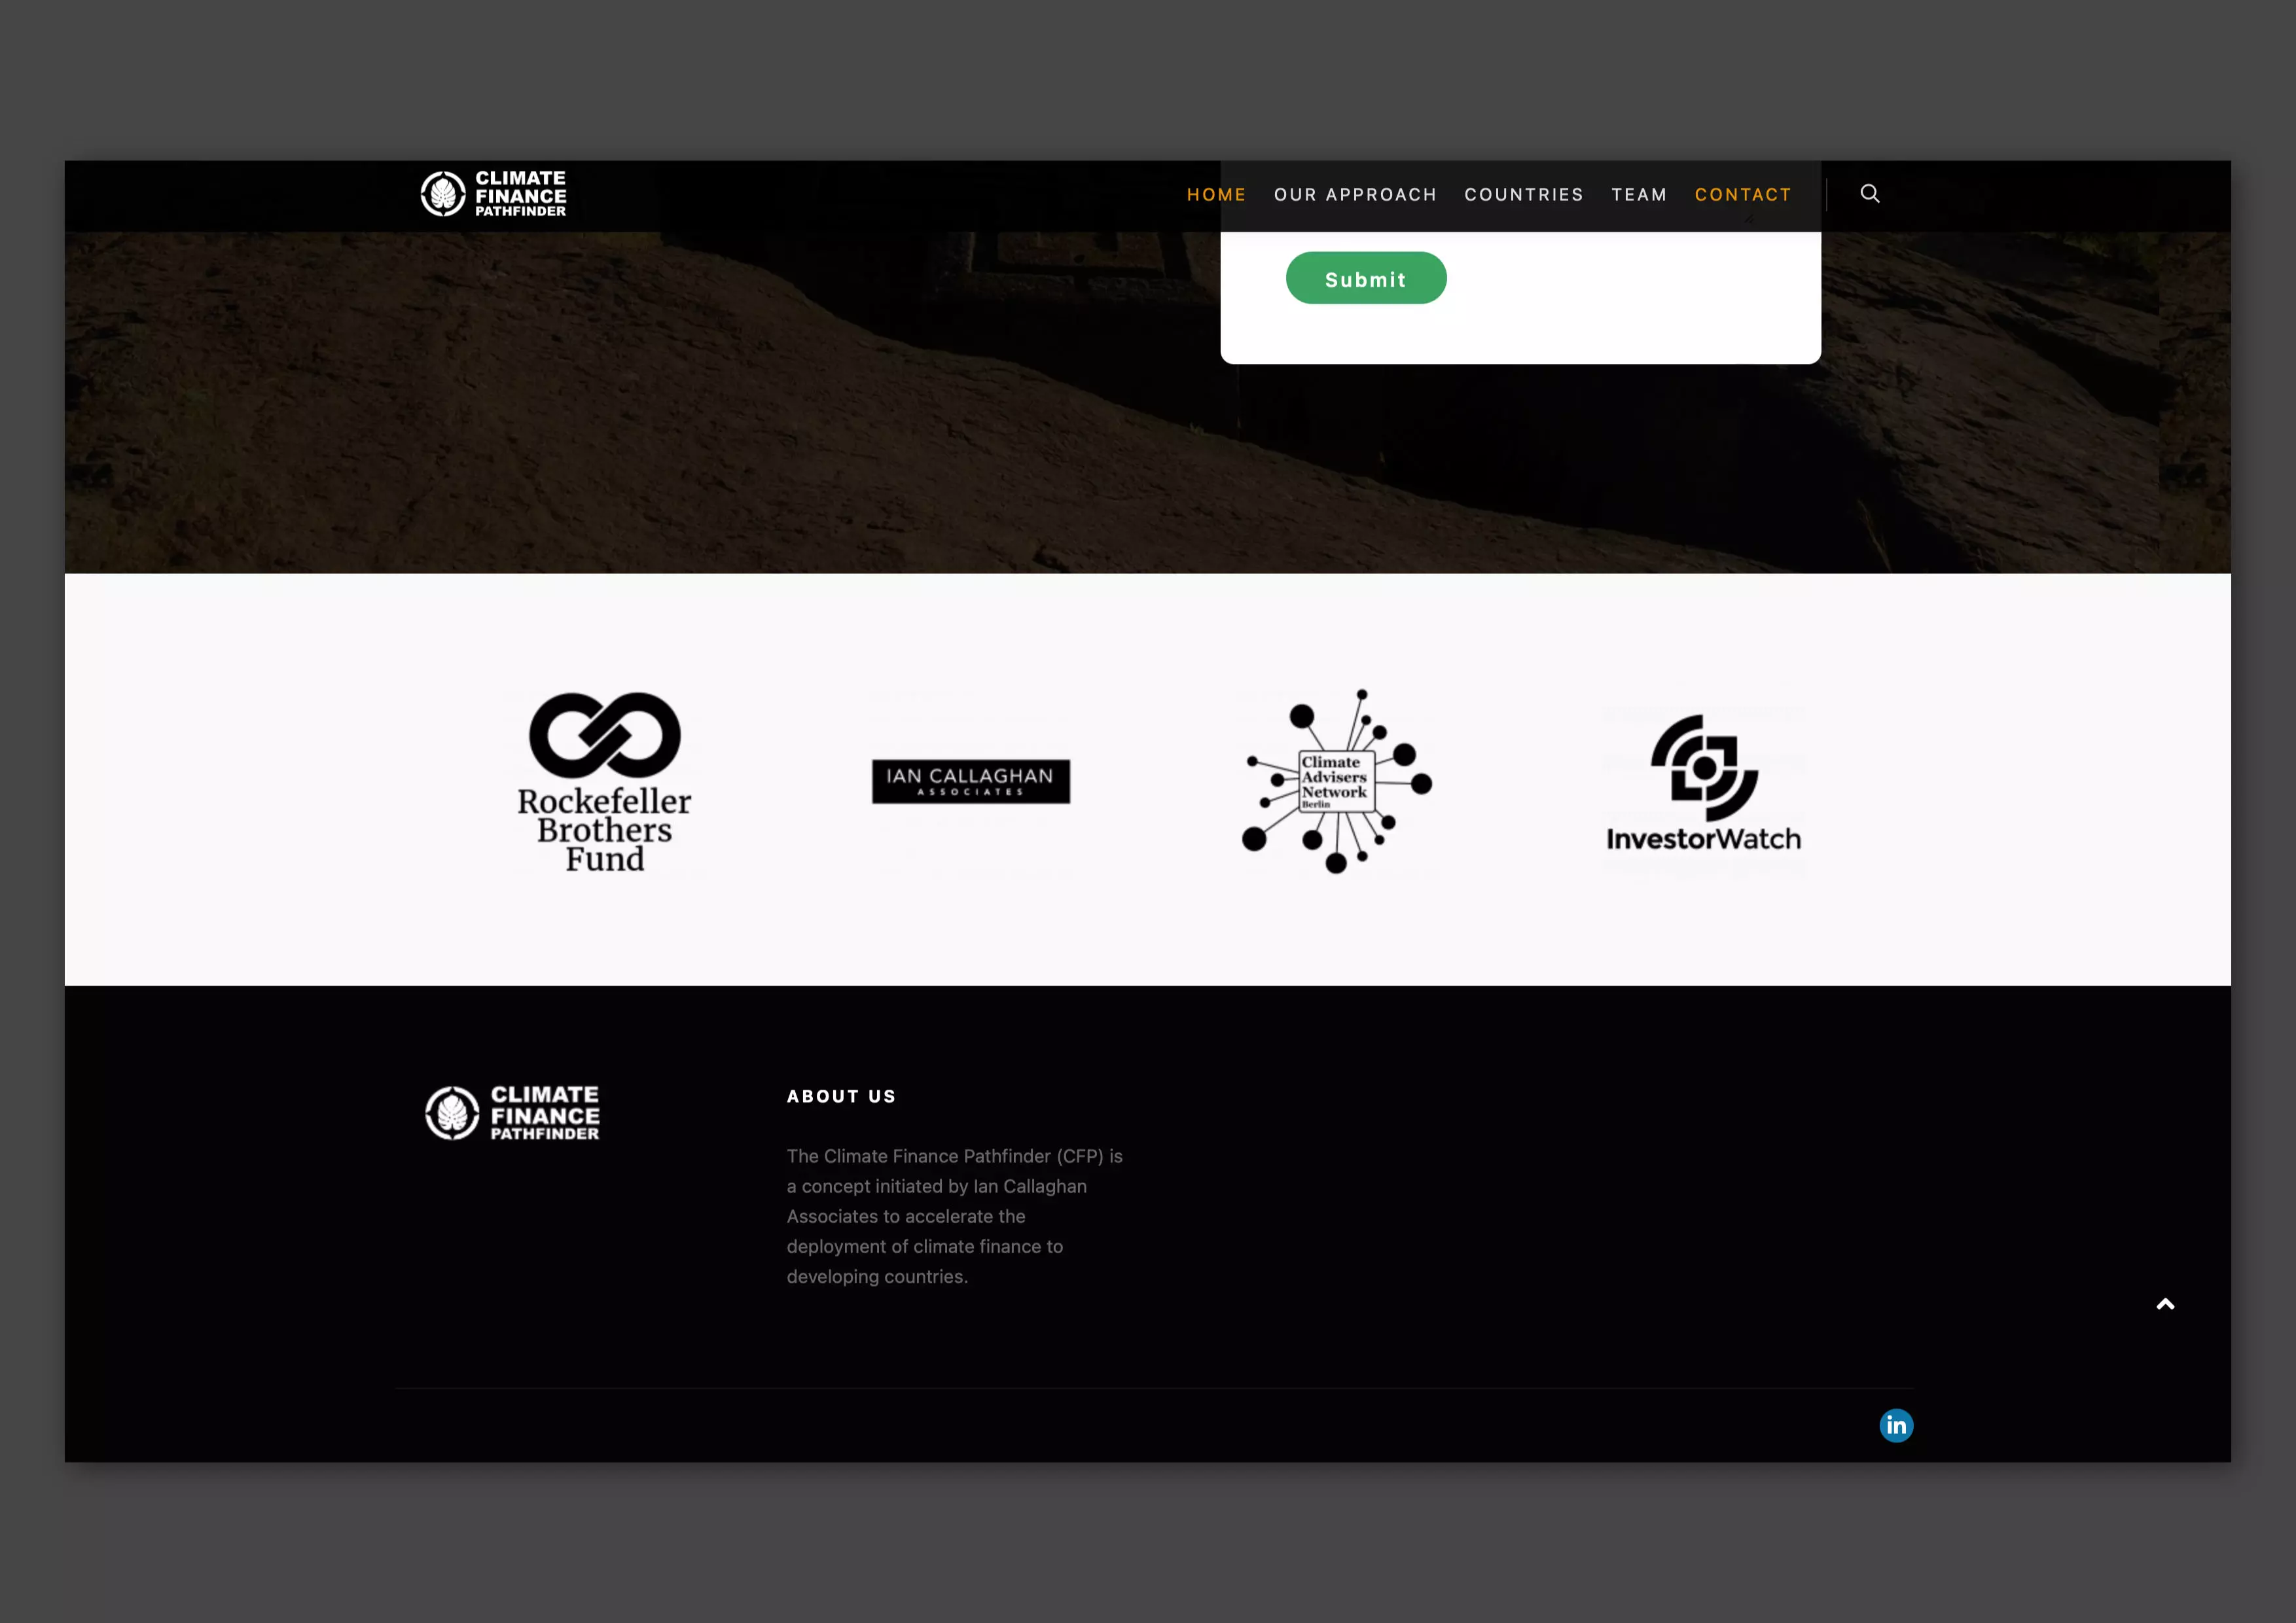 CLIMATE
FINANCE
PATHFINDER
HOME OUR APPROACH COUNTRIES TEAM CONTACT
Submit
Rockefeller
Brothers
Fund
IAN CALLAGHAN
ASSOCIATES
Climate
Advisers
Network
Berlin
InvestorWatch
CLIMATE
FINANCE
PATHFINDER
ABOUT US
The Climate Finance Pathfinder (CFP) is
a concept initiated by Ian Callaghan
Associates to accelerate the
deployment of climate finance to
developing countries.
in